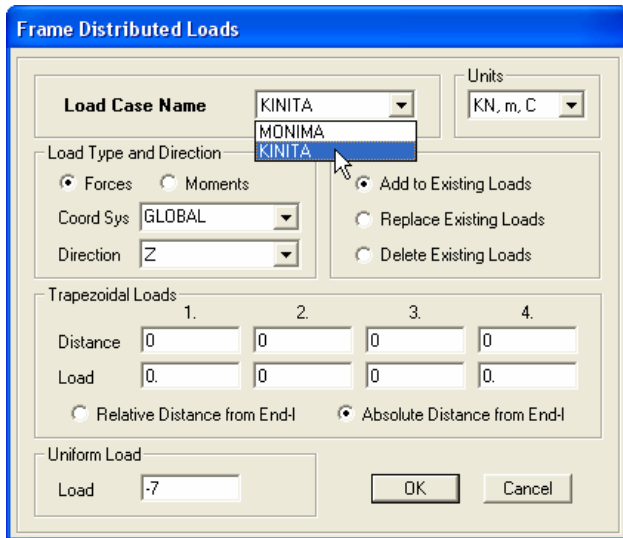 Frame Distributed Loads
Units
Load Case Name KINITA KN, m, C
MONIMA
KINITA
Load Type and Direction
Forces Moments Add to Existing Loads
Coord Sys GLOBAL Replace Existing Loads
Direction Z Delete Existing Loads
Trapezoidal Loads
1. 2. 3. 4.
Distance 0 0 0 0
Load 0. 0 0 0.
Relative Distance from End-I Absolute Distance from End-I
Uniform Load
Load -7 OK Cancel